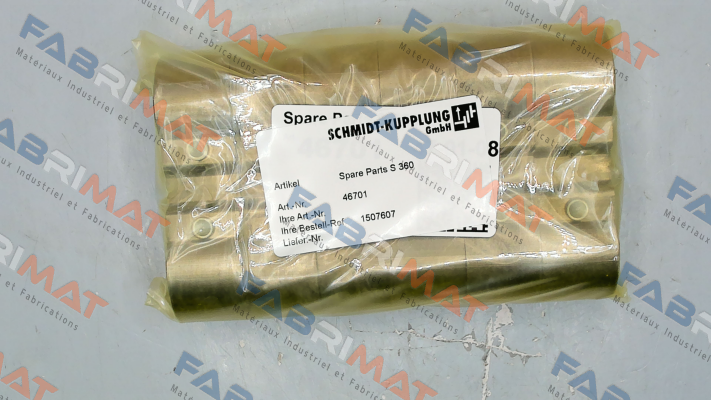 Spare Pa
SCHMIDT-KUPPLUNG
GmbH
8
Artikel Spare Parts S 360
Art.-Nr. 46701
Ihre Art.-Nr.
Ihre Bestell-Ref. 1507607
Liefer.-Nr.
FABRIMAT
Materiaux Industriel et Fabrications